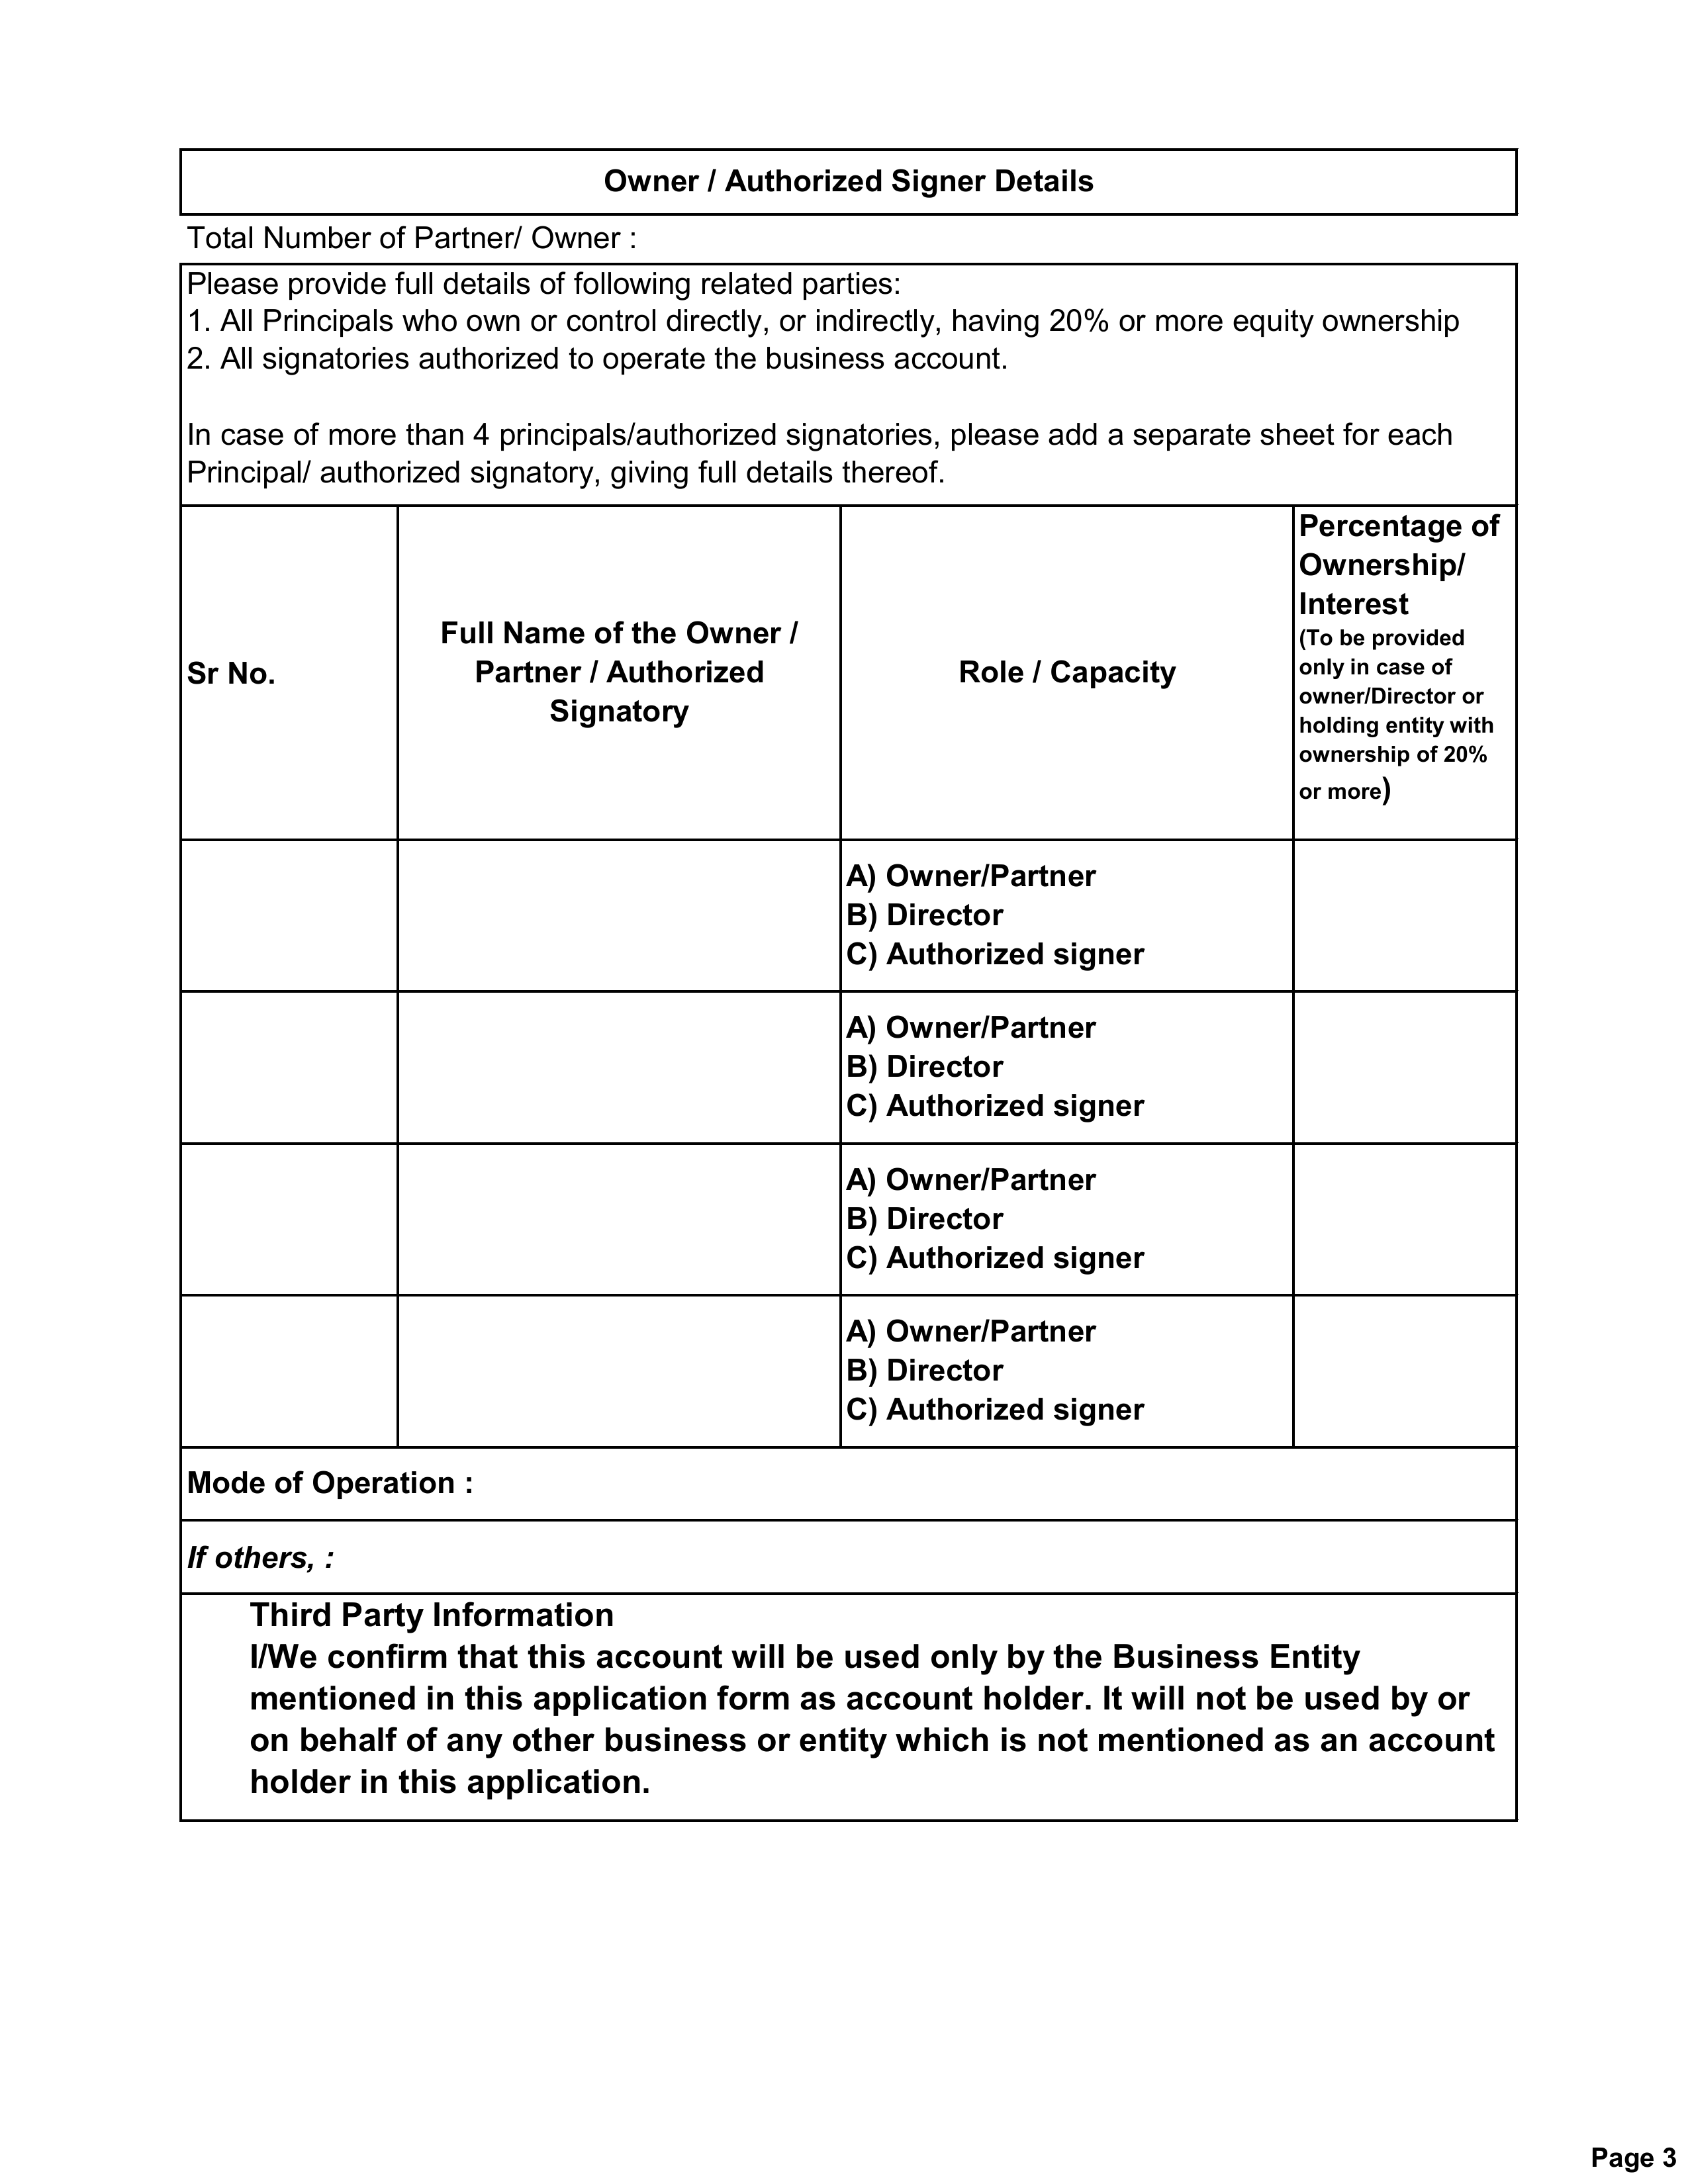 Owner / Authorized Signer Details
Total Number of Partner/ Owner :
Please provide full details of following related parties:
1. All Principals who own or control directly, or indirectly, having 20% or more equity ownership
2. All signatories authorized to operate the business account.
In case of more than 4 principals/authorized signatories, please add a separate sheet for each
Principal/ authorized signatory, giving full details thereof.
Sr No.
Full Name of the Owner /
Partner / Authorized
Signatory
Role / Capacity
Percentage of
Ownership/
Interest
(To be provided
only in case of
owner/Director or
holding entity with
ownership of 20%
or more)
A) Owner/Partner
B) Director
C) Authorized signer
A) Owner/Partner
B) Director
C) Authorized signer
A) Owner/Partner
B) Director
C) Authorized signer
A) Owner/Partner
B) Director
C) Authorized signer
Mode of Operation :
If others, :
Third Party Information
I/We confirm that this account will be used only by the Business Entity
mentioned in this application form as account holder. It will not be used by or
on behalf of any other business or entity which is not mentioned as an account
holder in this application.
Page 3